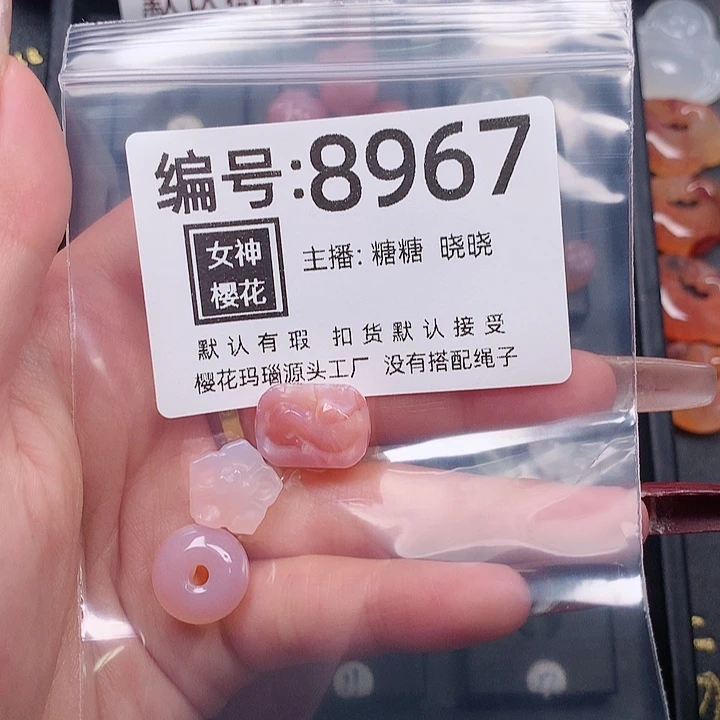 编号:8967
女神
樱花
主播: 糖糖 晓晓
默认有瑕 扣货默认接受
樱花玛瑙源头工厂 没有搭配绳子